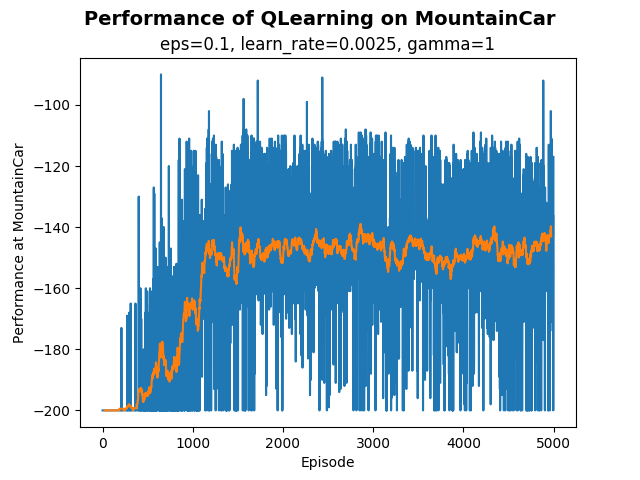 Performance of QLearning on MountainCar
eps=0.1, learn_rate=0.0025, gamma=1
Performance at MountainCar
−100
−120
−140
−160
−180
−200
0 1000 2000 3000 4000 5000
Episode